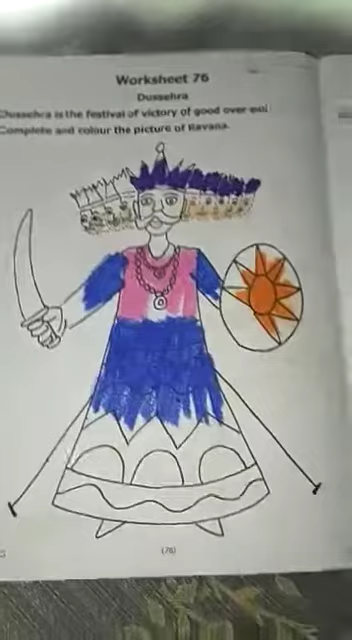 Worksheet 76
Dussehra
Dussehra is the festival of victory of good over evil
Complete and colour the picture of Ravana.
(76)